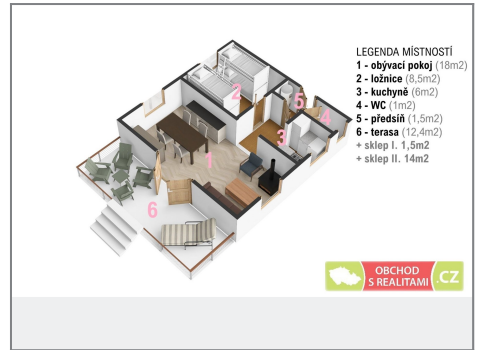 LEGENDA MÍSTNOSTÍ
1 - obývací pokoj (18m2)
2 - ložnice (8,5m2)
3 - kuchyně (6m2)
4 - WC (1m2)
5 - předsíň (1,5m2)
6 - terasa (12,4m2)
+ sklep I. 1,5m2
+ sklep II. 14m2
2
5
4
3
1
6
OBCHOD
S REALITAMI .CZ